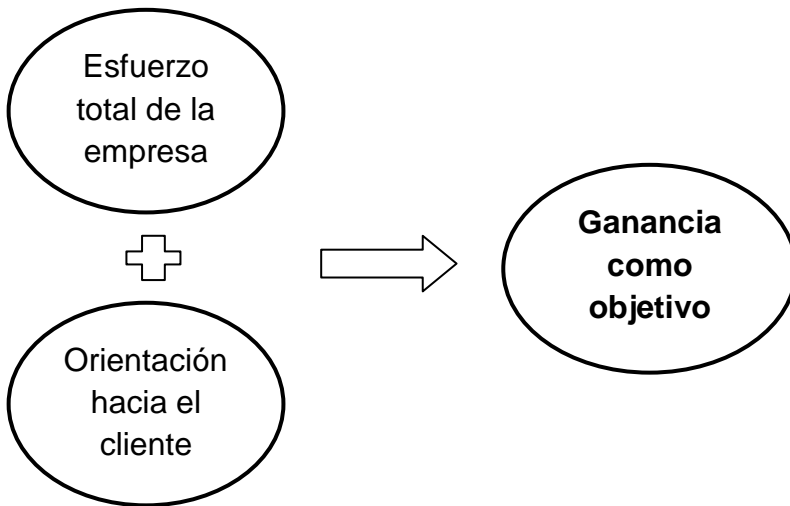 Esfuerzo
total de la
empresa
Orientación
hacia el
cliente
Ganancia
como
objetivo